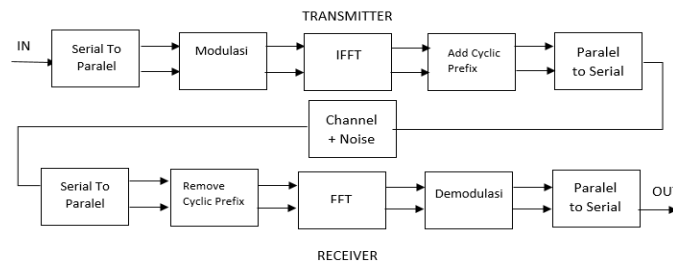 TRANSMITTER
IN
Serial To
Paralel
Modulasi
IFFT
Add Cyclic
Prefix
Paralel
to Serial
Channel
+ Noise
Serial To
Paralel
Remove
Cyclic Prefix
FFT
Demodulasi
Paralel
to Serial
OUT
RECEIVER